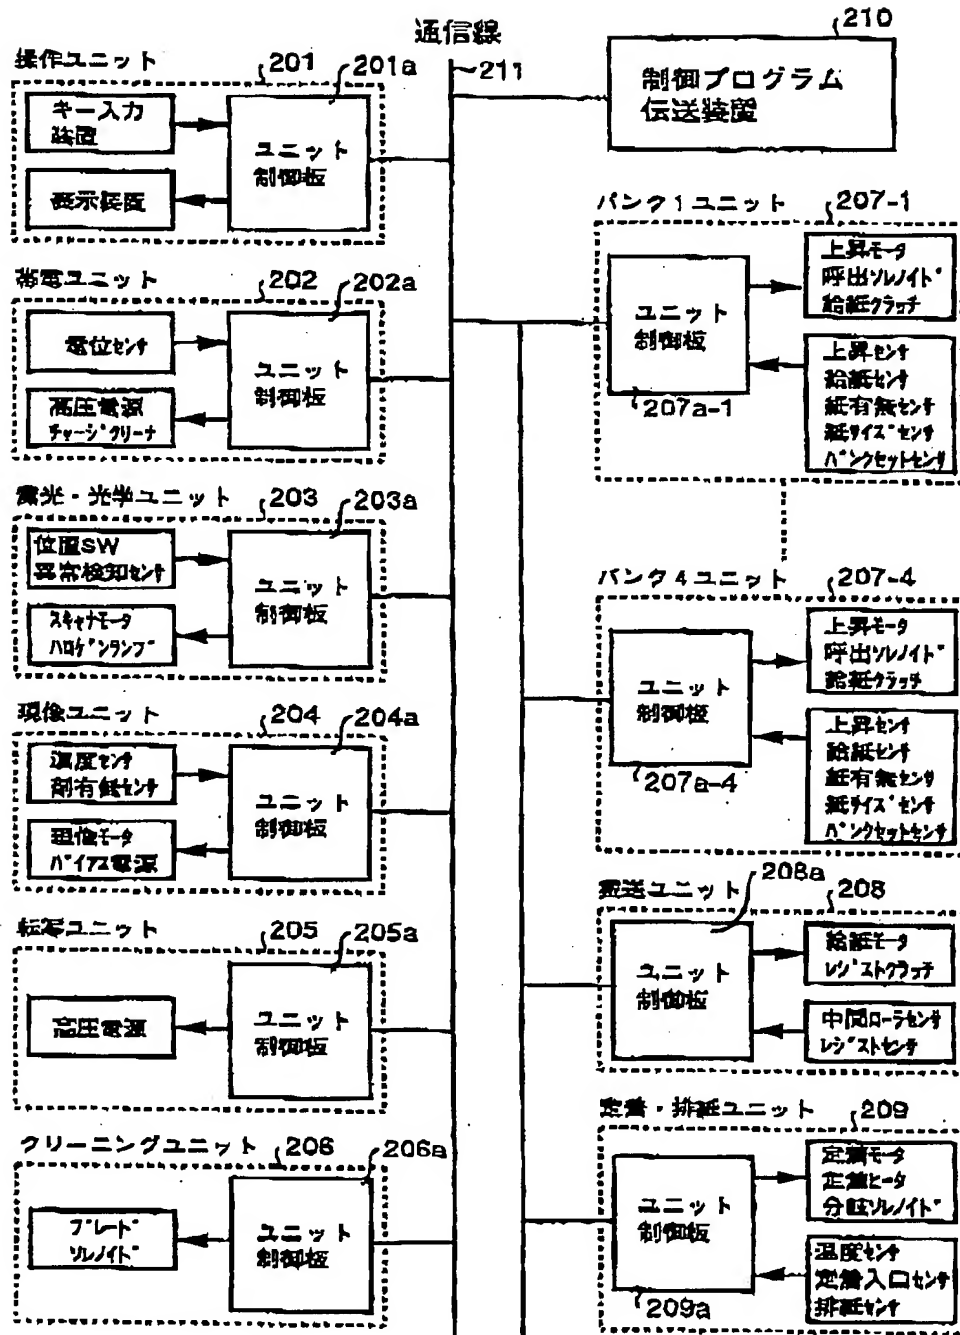 通信線
211
210
制御プログラム
伝送装置
操作ユニット
201
201a
キー入力
装置
表示装置
ユニット
制御板
帯電ユニット
202
202a
電位センサ
高圧電源
チャージクリーナ
ユニット
制御板
露光・光学ユニット
203
203a
位置SW
異常検知センサ
スキャナモータ
ハロゲンランプ
ユニット
制御板
現像ユニット
204
204a
温度センサ
剤有無センサ
現像モータ
バイアス電源
ユニット
制御板
転写ユニット
205
205a
高圧電源
ユニット
制御板
クリーニングユニット
206
206a
ブレード
ソレノイド
ユニット
制御板
バンク1ユニット
207-1
ユニット
制御板
207a-1
上昇モータ
呼出ソレノイド
給紙クラッチ
上昇センサ
給紙センサ
紙有無センサ
紙サイズセンサ
バンクセットセンサ
バンク4ユニット
207-4
ユニット
制御板
207a-4
上昇モータ
呼出ソレノイド
給紙クラッチ
上昇センサ
給紙センサ
紙有無センサ
紙サイズセンサ
バンクセットセンサ
搬送ユニット
208a
208
ユニット
制御板
給紙モータ
レジストクラッチ
中間ローラセンサ
レジストセンサ
定着・排紙ユニット
209
ユニット
制御板
209a
定着モータ
定着ヒータ
分岐ソレノイド
温度センサ
定着入口センサ
排紙センサ